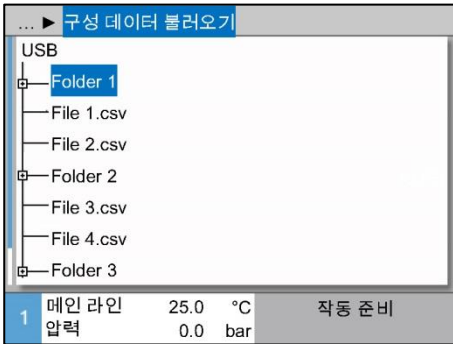 ... ▶ 구성 데이터 불러오기
USB
Folder 1
File 1.csv
File 2.csv
Folder 2
File 3.csv
File 4.csv
Folder 3
1 메인 라인 25.0 °C 작동 준비
압력 0.0 bar